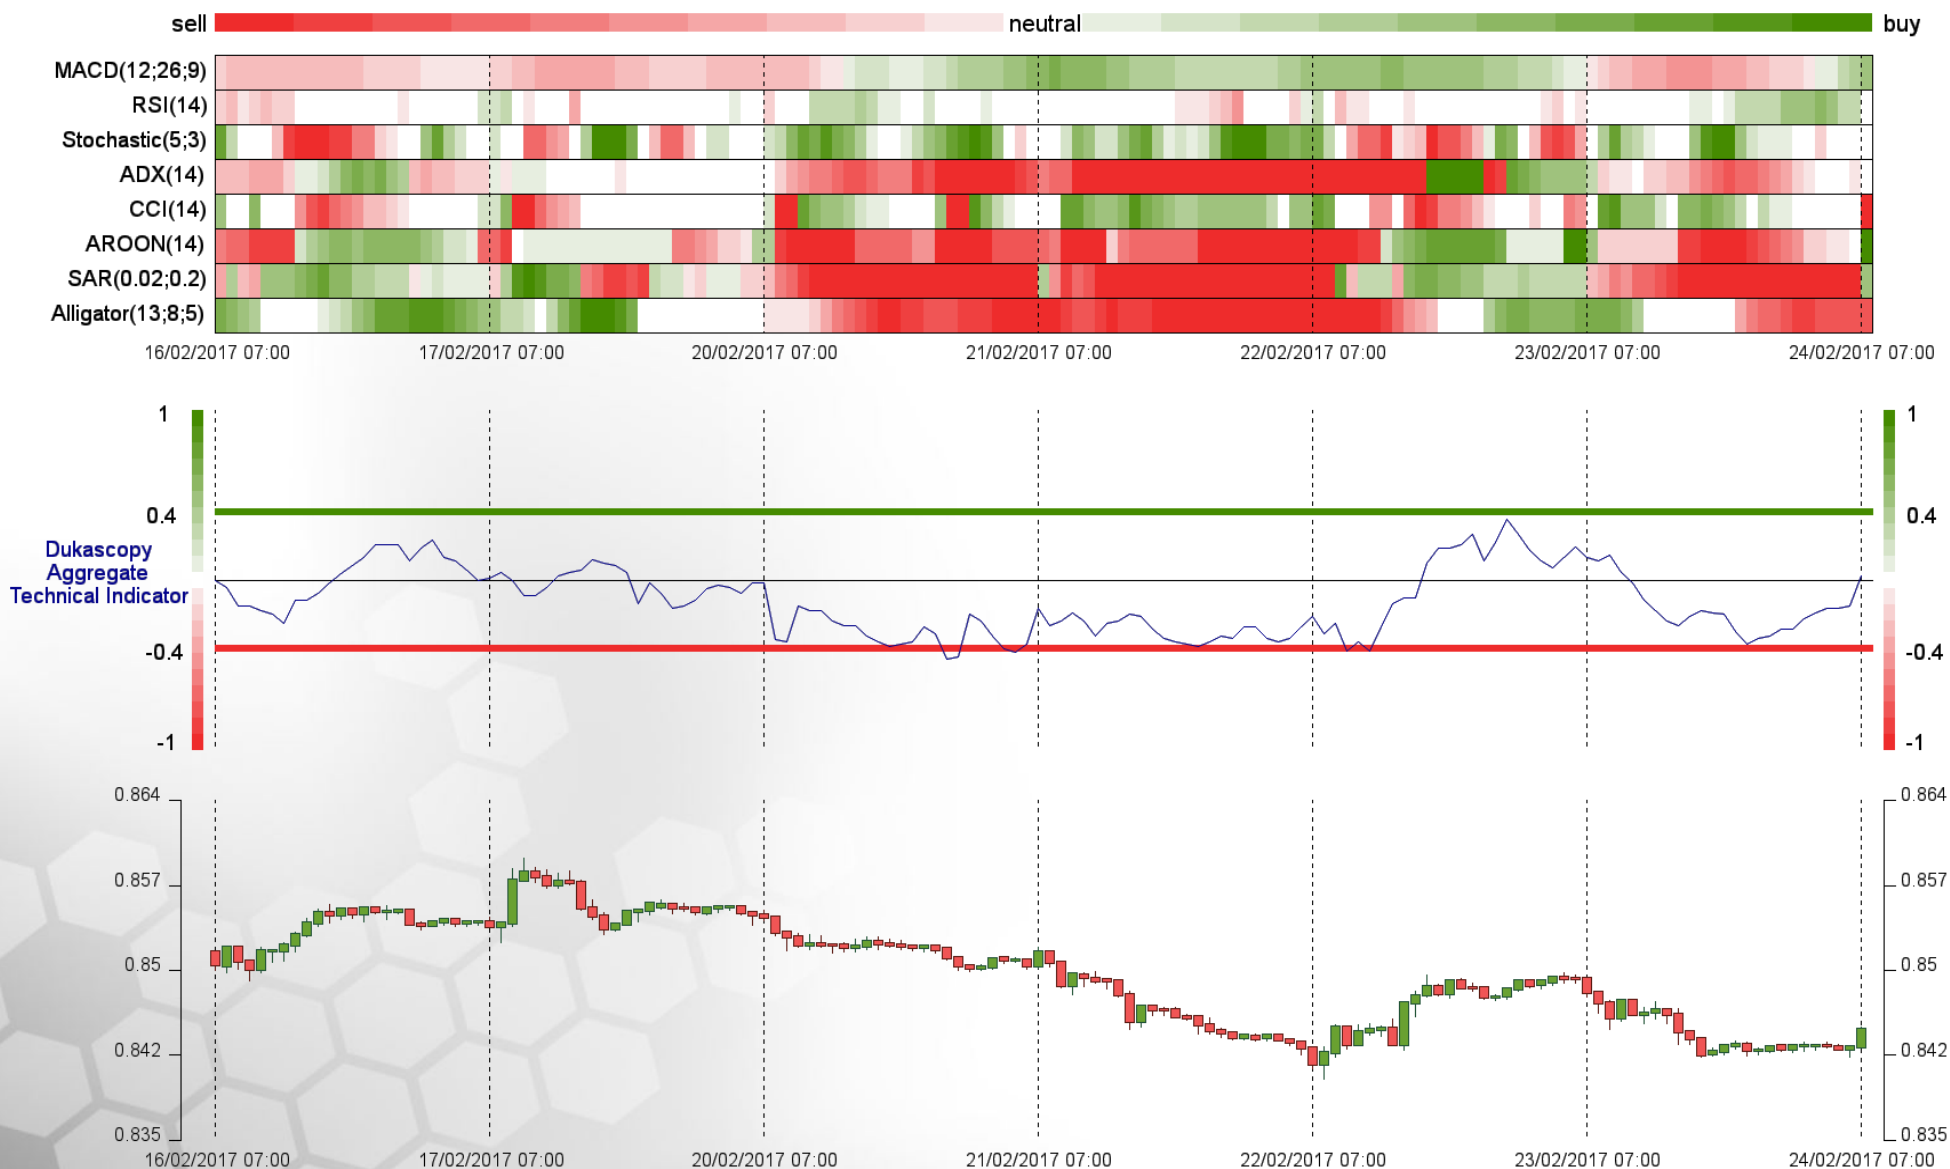 sell neutral buy
MACD(12;26;9)
RSI(14)
Stochastic(5;3)
ADX(14)
CCI(14)
AROON(14)
SAR(0.02;0.2)
Alligator(13;8;5)
16/02/2017 07:00 17/02/2017 07:00 20/02/2017 07:00 21/02/2017 07:00 22/02/2017 07:00 23/02/2017 07:00 24/02/2017 07:00
1 1
0.4 0.4
Dukascopy
Aggregate
Technical Indicator
-0.4 -0.4
-1 -1
0.864 0.864
0.857 0.857
0.85 0.85
0.842 0.842
0.835 0.835
16/02/2017 07:00 17/02/2017 07:00 20/02/2017 07:00 21/02/2017 07:00 22/02/2017 07:00 23/02/2017 07:00 24/02/2017 07:00